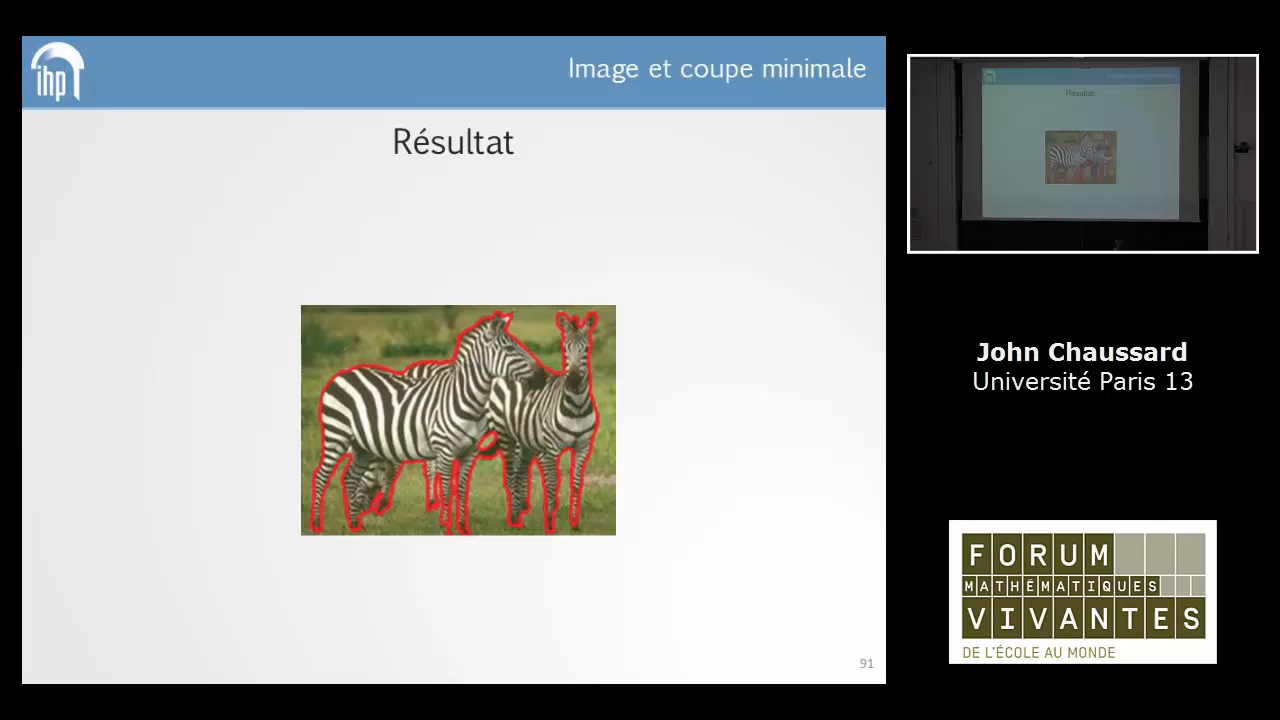 ihp
Image et coupe minimale
Résultat
91
Résultat
John Chaussard
Université Paris 13
FORUM
MATHÉMATIQUES
VIVANTES
DE L'ÉCOLE AU MONDE